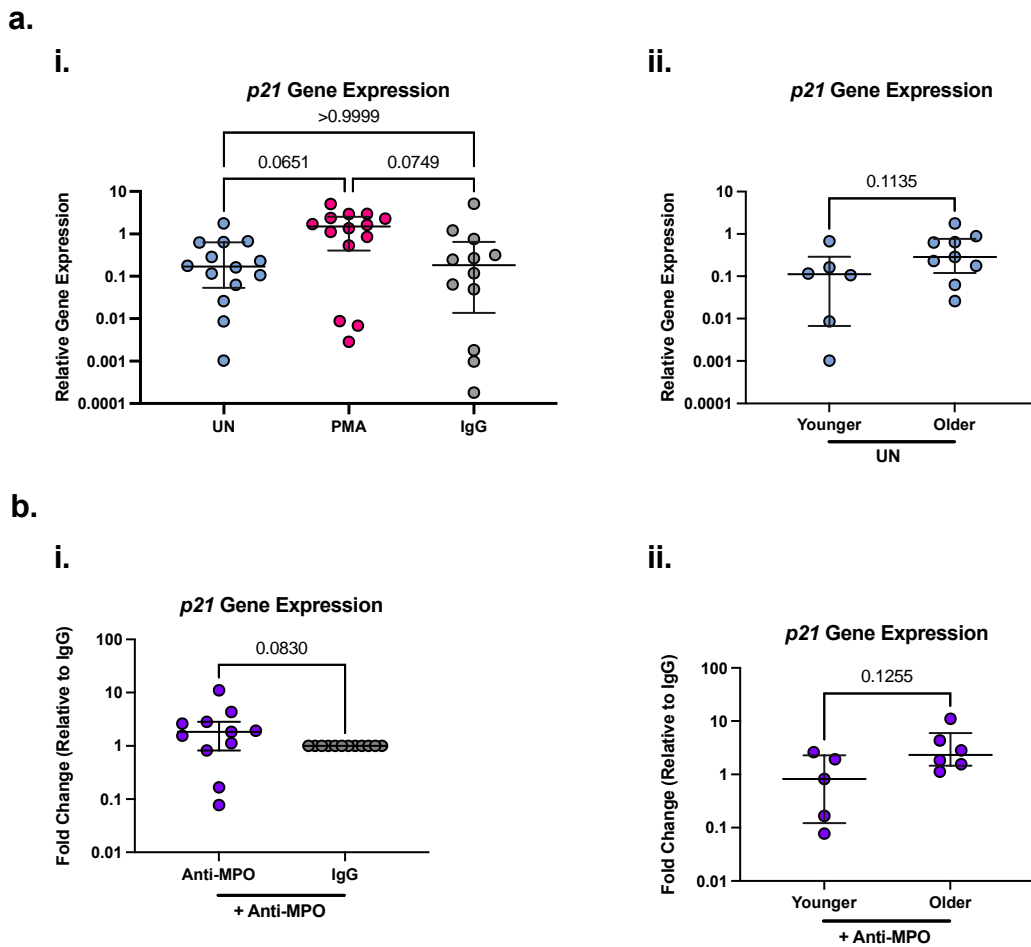 a.
i.
p21 Gene Expression
>0.9999
0.0651
0.0749
Relative Gene Expression
10
1
0.1
0.01
0.001
0.0001
UN
PMA
IgG
ii.
p21 Gene Expression
0.1135
Relative Gene Expression
10
1
0.1
0.01
0.001
0.0001
Younger
Older
UN
b.
i.
p21 Gene Expression
0.0830
Fold Change (Relative to IgG)
100
10
1
0.1
0.01
Anti-MPO
IgG
+ Anti-MPO
ii.
p21 Gene Expression
0.1255
Fold Change (Relative to IgG)
100
10
1
0.1
0.01
Younger
Older
+ Anti-MPO